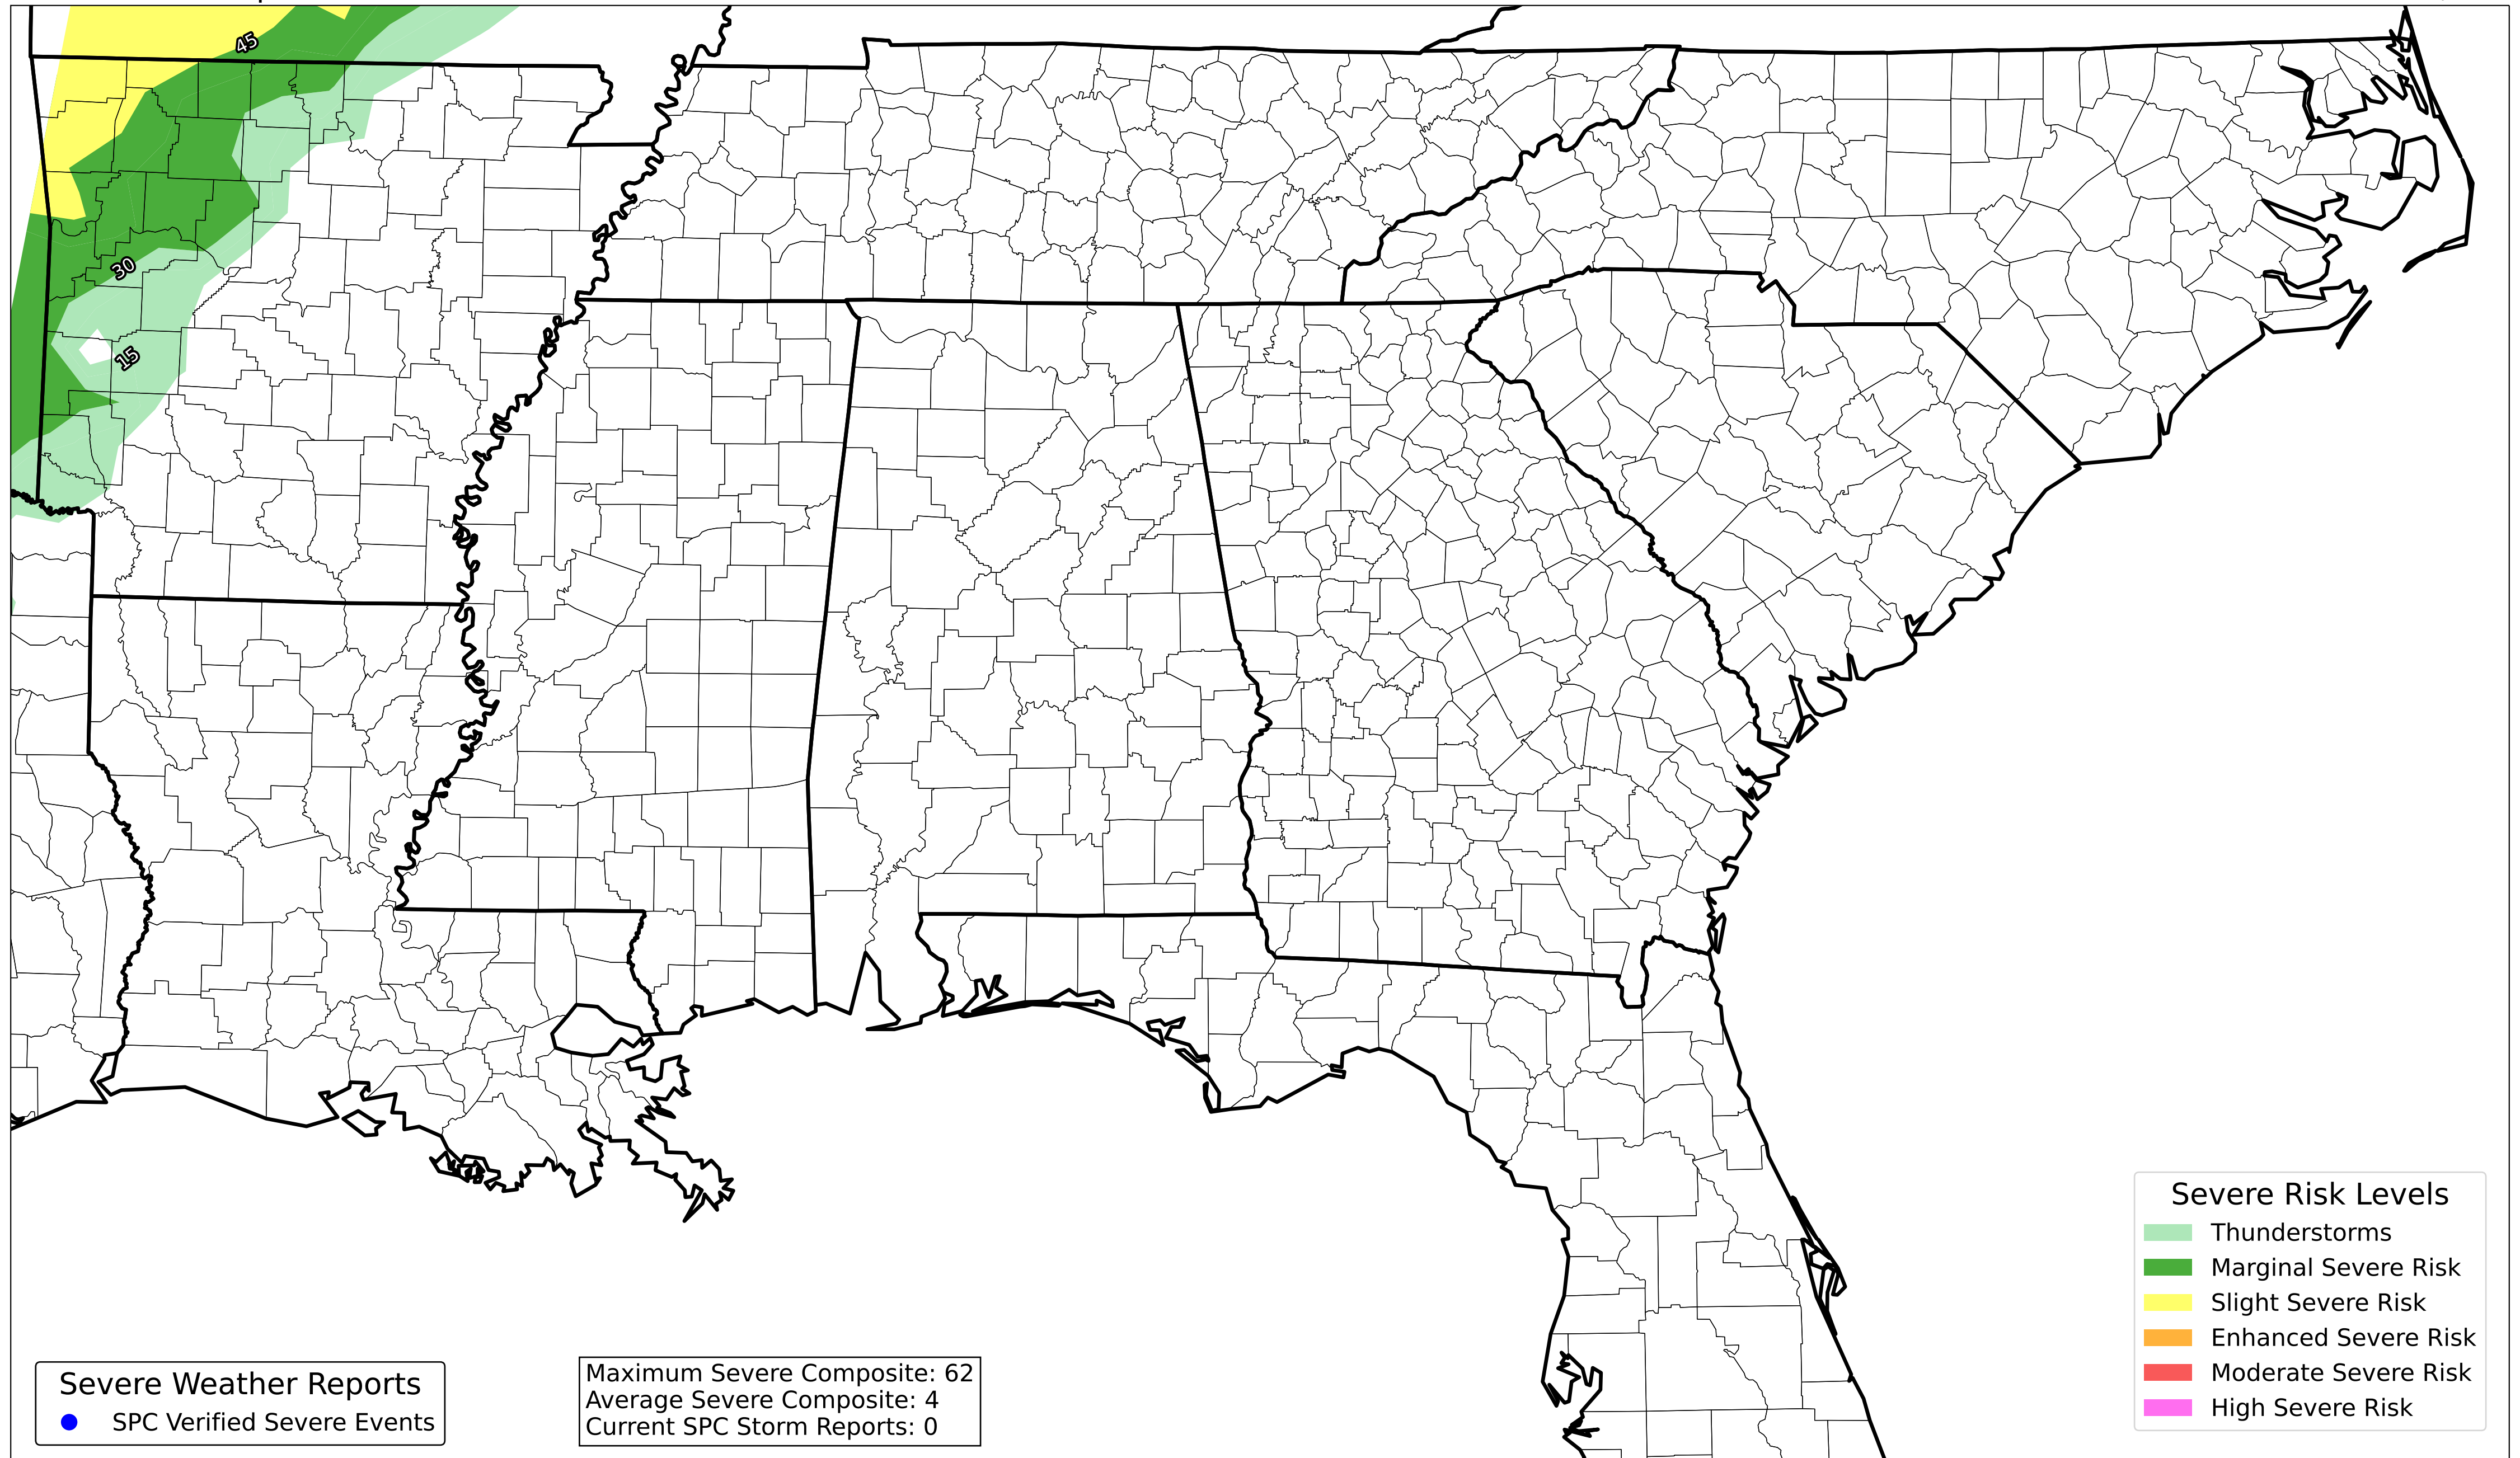 45
30
15
Severe Risk Levels
Thunderstorms
Marginal Severe Risk
Slight Severe Risk
Enhanced Severe Risk
Moderate Severe Risk
High Severe Risk
Severe Weather Reports
SPC Verified Severe Events
Maximum Severe Composite: 62
Average Severe Composite: 4
Current SPC Storm Reports: 0